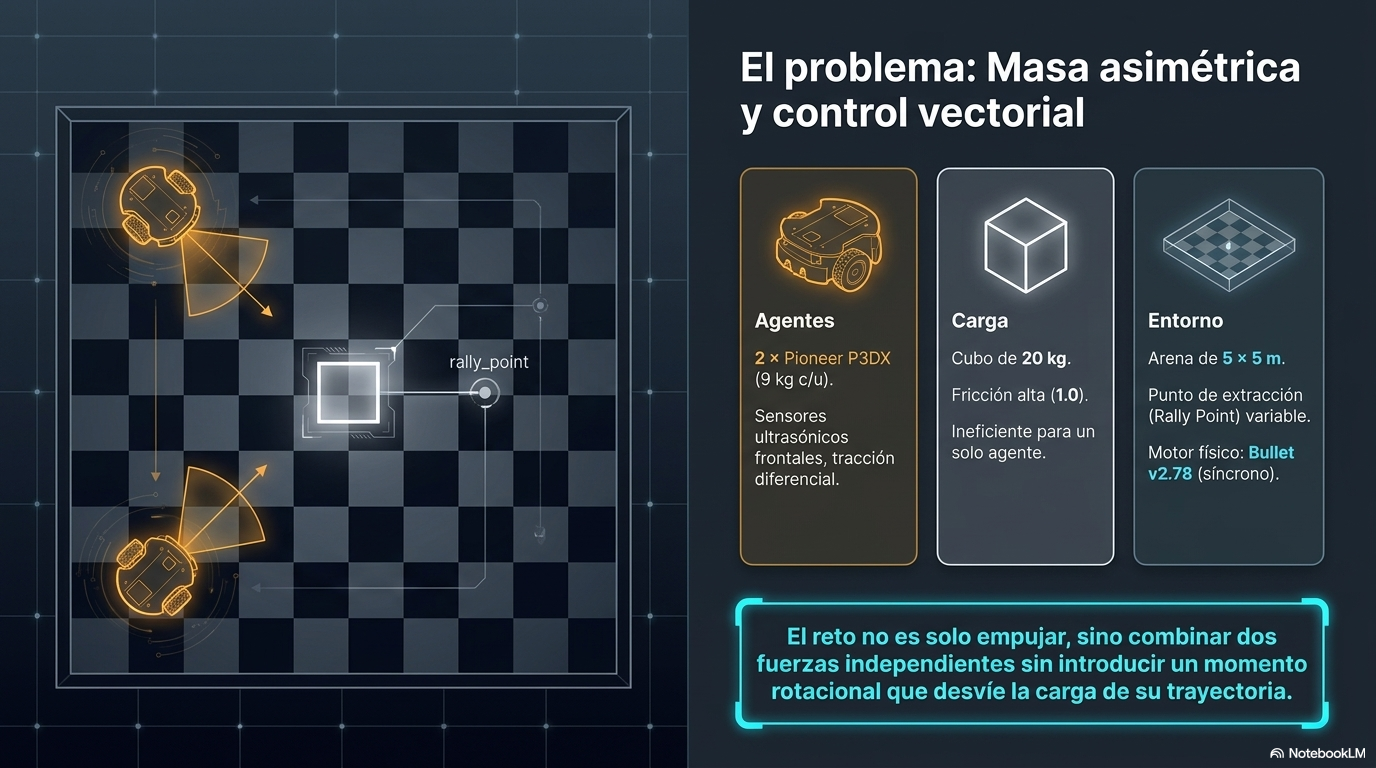 El problema: Masa asimétrica
y control vectorial
rally_point
Agentes
2 × Pioneer P3DX
(9 kg c/u).
Sensores
ultrasónicos
frontales, tracción
diferencial.
Carga
Cubo de 20 kg.
Fricción alta (1.0).
Ineficiente para un
solo agente.
Entorno
Arena de 5 × 5 m.
Punto de extracción
(Rally Point) variable.
Motor físico: Bullet
v2.78 (síncrono).
El reto no es solo empujar, sino combinar dos
fuerzas independientes sin introducir un momento
rotacional que desvíe la carga de su trayectoria.
NotebookLM